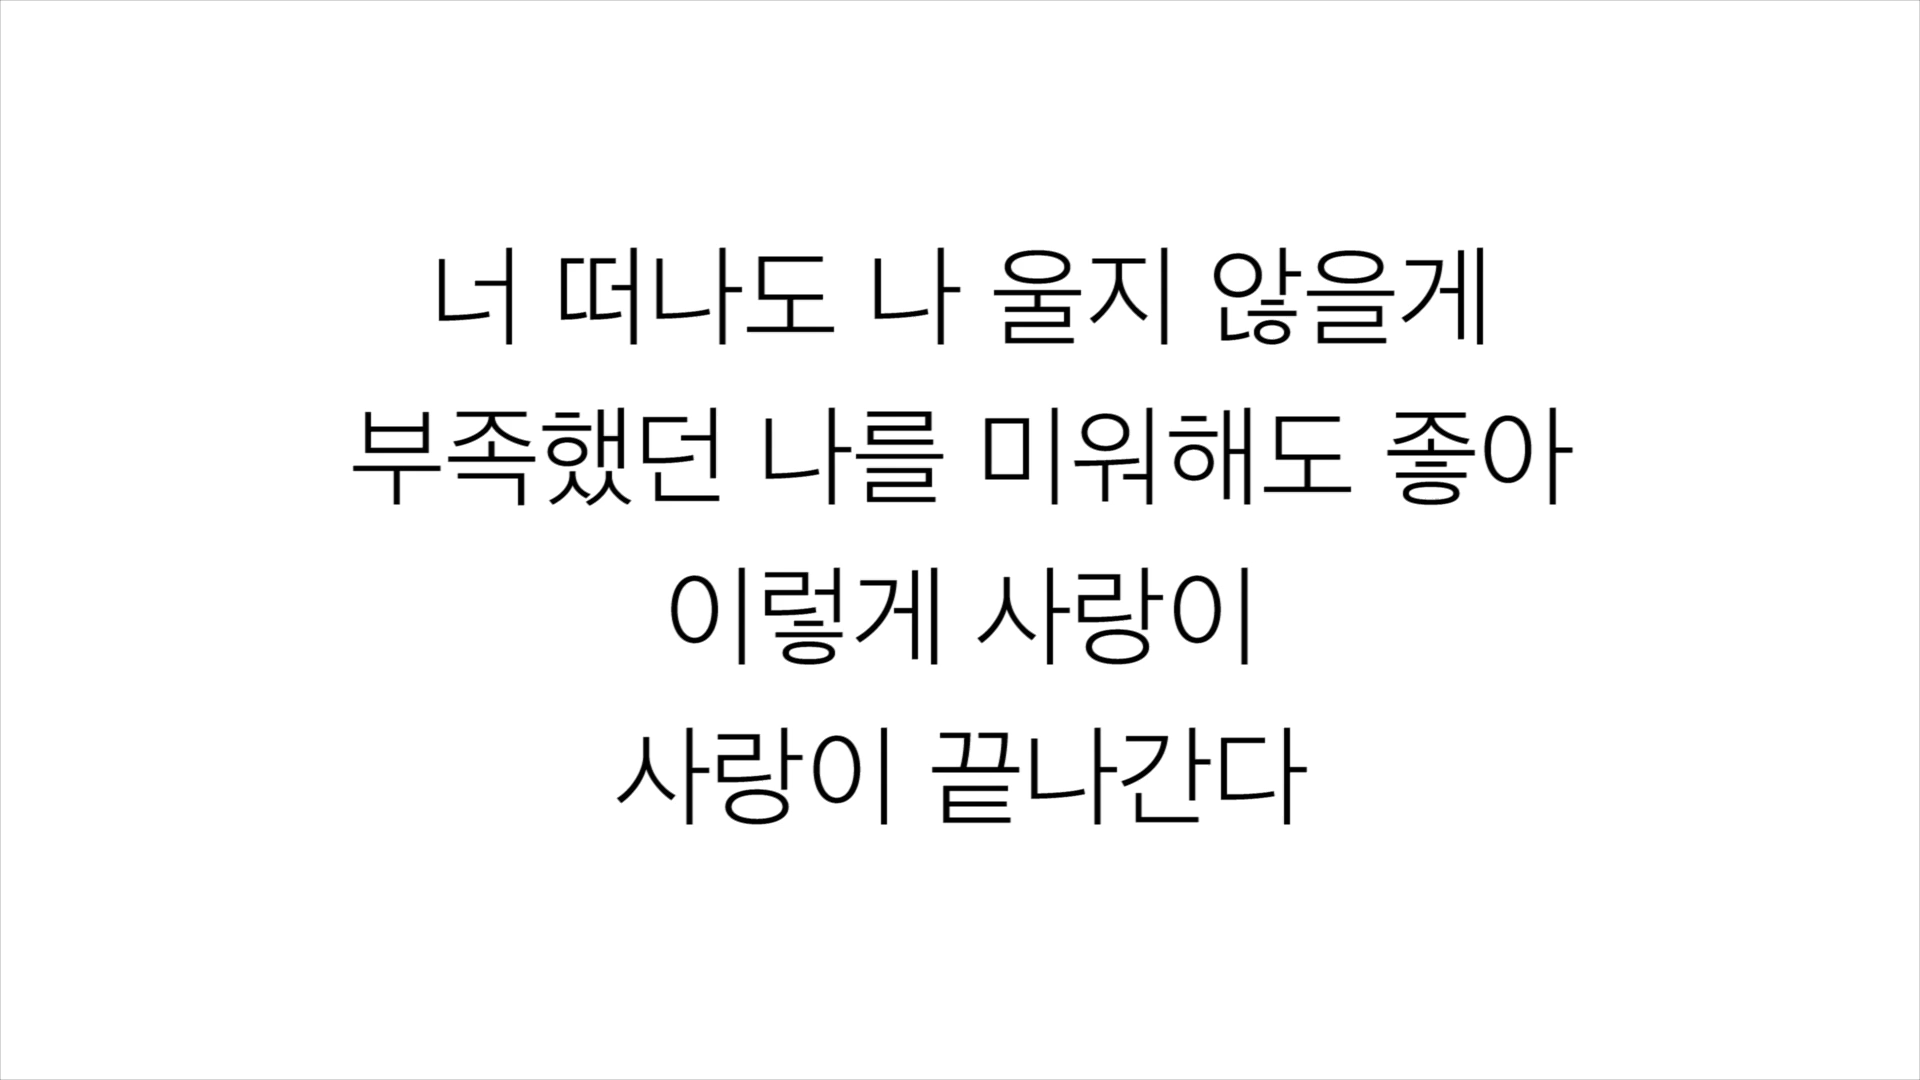 너 떠나도 나 울지 않을게
부족했던 나를 미워해도 좋아
이렇게 사랑이
사랑이 끝나간다